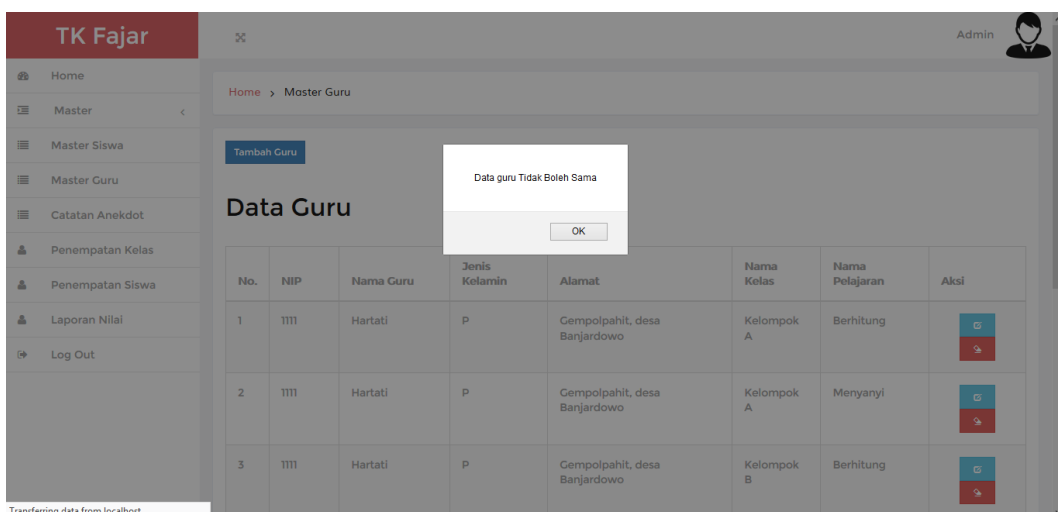 TK Fajar
Admin
Home
Master
Master Siswa
Master Guru
Catatan Anekdot
Penempatan Kelas
Penempatan Siswa
Laporan Nilai
Log Out
Home > Master Guru
Tambah Guru
Data guru Tidak Boleh Sama
OK
Data Guru
No. NIP Nama Guru Jenis Kelamin Alamat Nama Kelas Nama Pelajaran Aksi
1 1111 Hartati P Gempolpahit, desa Banjardowo Kelompok A Berhitung
2 1111 Hartati P Gempolpahit, desa Banjardowo Kelompok A Menyanyi
3 1111 Hartati P Gempolpahit, desa Banjardowo Kelompok B Berhitung
Transferring data from localhost